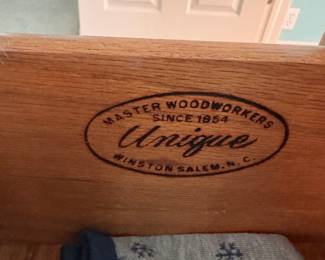 MASTER WOODWORKERS
SINCE 1854
Unique
WINSTON SALEM, N.C.